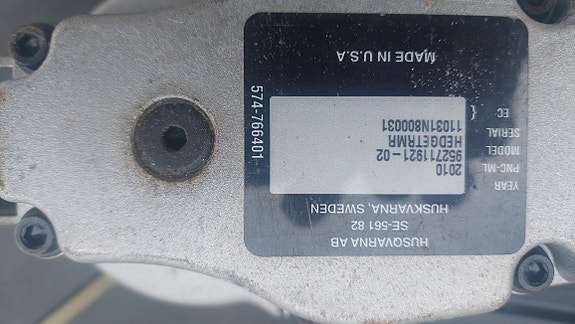 HUSQVARNA AB
SE-561 82
HUSKVARNA, SWEDEN
YEAR 2010
PNC-ML 952711921-02
MODEL HEDGETRMR
SERIAL 11031N800031
EC {
MADE IN U.S.A
574-766401